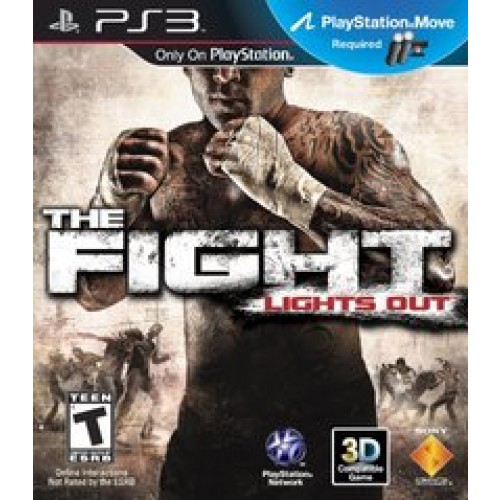 PS3
PlayStation®Move
Required
Only On PlayStation®
THE
FIGHT
LIGHTS OUT
TEEN
T
ESRB
Online Interactions
Not Rated by the ESRB
PlayStation®
Network
3D
Compatible
Game
SONY